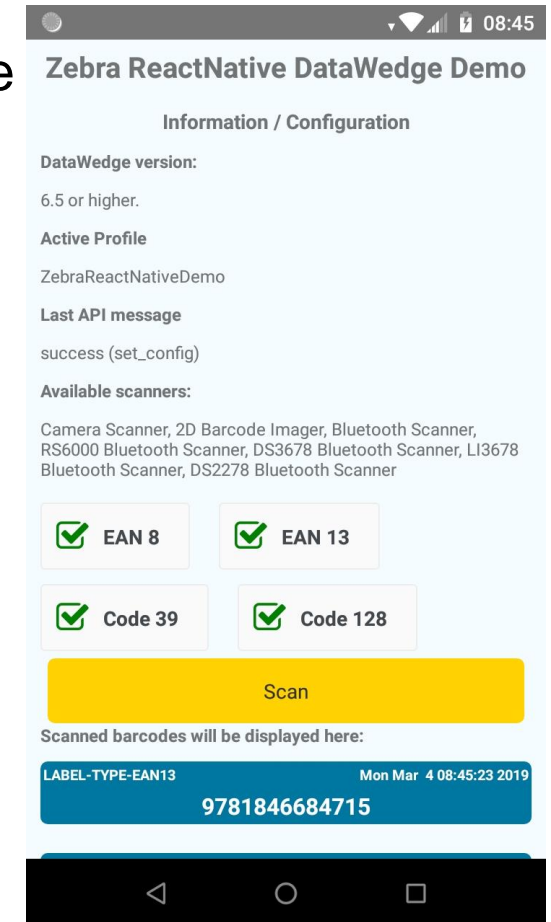 08:45
e
Zebra ReactNative DataWedge Demo
Information / Configuration
DataWedge version:
6.5 or higher.
Active Profile
ZebraReactNativeDemo
Last API message
success (set_config)
Available scanners:
Camera Scanner, 2D Barcode Imager, Bluetooth Scanner,
RS6000 Bluetooth Scanner, DS3678 Bluetooth Scanner, LI3678
Bluetooth Scanner, DS2278 Bluetooth Scanner
EAN 8 EAN 13
Code 39 Code 128
Scan
Scanned barcodes will be displayed here:
LABEL-TYPE-EAN13 Mon Mar 4 08:45:23 2019
9781846684715